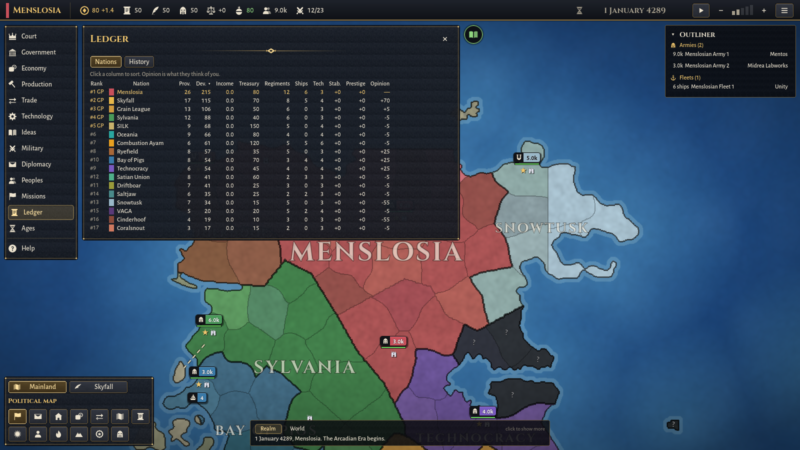 MENSLOSIA 80 +1.4 50 50 50 +0 80 9.0k 12/23 1 JANUARY 4289
Court
Government
Economy
Production
Trade
Technology
Ideas
Military
Diplomacy
Peoples
Missions
Ledger
Ages
Help
LEDGER
Nations History
Click a column to sort. Opinion is what they think of you.
Rank Nation Prov. Dev. Income Treasury Regiments Ships Tech Stab. Prestige Opinion
#1 GP Menslosia 26 215 0.0 80 12 6 3 +0 +0 —
#2 GP Skyfall 17 115 0.0 70 8 5 4 +0 +0 +70
#3 GP Grain League 13 106 0.0 50 6 0 3 +0 +0 +5
#4 GP Sylvania 12 88 0.0 40 6 0 3 +0 +0 -5
#5 GP SILK 9 68 0.0 150 5 0 4 +0 +0 -5
#6 Oceania 9 66 0.0 80 4 0 4 +0 +0 -5
#7 Combustion Ayam 6 61 0.0 120 5 5 6 +0 +0 -5
#8 Ryefield 8 57 0.0 35 5 0 3 +0 +0 +25
#10 Bay of Pigs 8 54 0.0 70 3 4 4 +0 +0 +25
#9 Technocracy 6 54 0.0 45 4 0 4 +0 +0 +25
#12 Satian Union 8 41 0.0 60 2 3 3 +0 +0 -5
#11 Driftboar 7 41 0.0 25 3 0 3 +0 +0 -5
#14 Saltjaw 6 35 0.0 25 2 2 3 +0 +0 -5
#13 Snowtusk 7 34 0.0 15 5 0 3 +0 +0 -55
#15 VAGA 5 20 0.0 20 5 2 4 +0 +0 -5
#16 Cinderhoof 4 19 0.0 10 3 0 3 +0 +0 -55
#17 Coralsnout 3 17 0.0 15 2 0 3 +0 +0 -5
OUTLINER
Armies (2)
9.0k Menslosian Army 1 Mentos
3.0k Menslosian Army 2 Midrea Labworks
Fleets (1)
6 ships Menslosian Fleet 1 Unity
5.0k
SNOWTUSK
MENSLOSIA
6.0k
3.0k
SYLVANIA
3.0k
4
4.0k
BAY
TECHNOCRACY
Mainland Skyfall
POLITICAL MAP
Realm World click to show more
1 January 4289, Menslosia. The Arcadian Era begins.